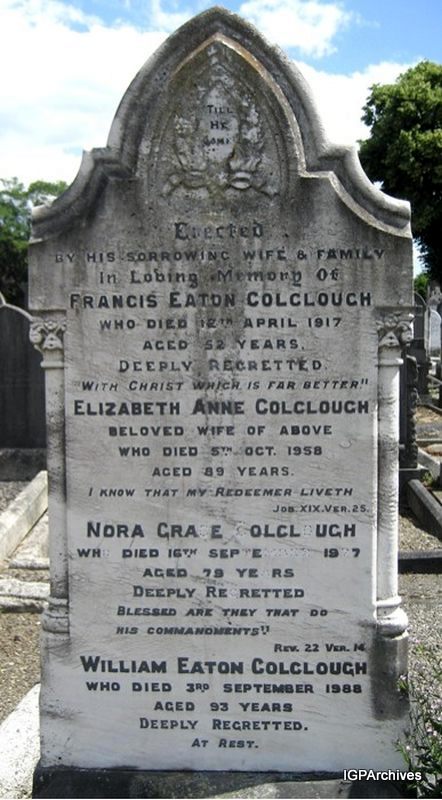 TILL
HE
COME
Erected
BY HIS SORROWING WIFE & FAMILY
In Loving Memory Of
FRANCIS EATON COLCLOUGH
WHO DIED 12TH APRIL 1917
AGED 52 YEARS.
DEEPLY REGRETTED.
"WITH CHRIST WHICH IS FAR BETTER"
ELIZABETH ANNE COLCLOUGH
BELOVED WIFE OF ABOVE
WHO DIED 5TH OCT. 1958
AGED 89 YEARS.
I KNOW THAT MY REDEEMER LIVETH
JOB. XIX. VER. 25.
NORA GRACE COLCLOUGH
WHO DIED 16TH SEPTEMBER
AGED 79 YEARS
DEEPLY REGRETTED
BLESSED ARE THEY THAT DO
HIS COMMANDMENTS"
REV. 22 VER. 14
WILLIAM EATON COLCLOUGH
WHO DIED 3RD SEPTEMBER 1988
AGED 93 YEARS
DEEPLY REGRETTED.
AT REST.
IGPArchives